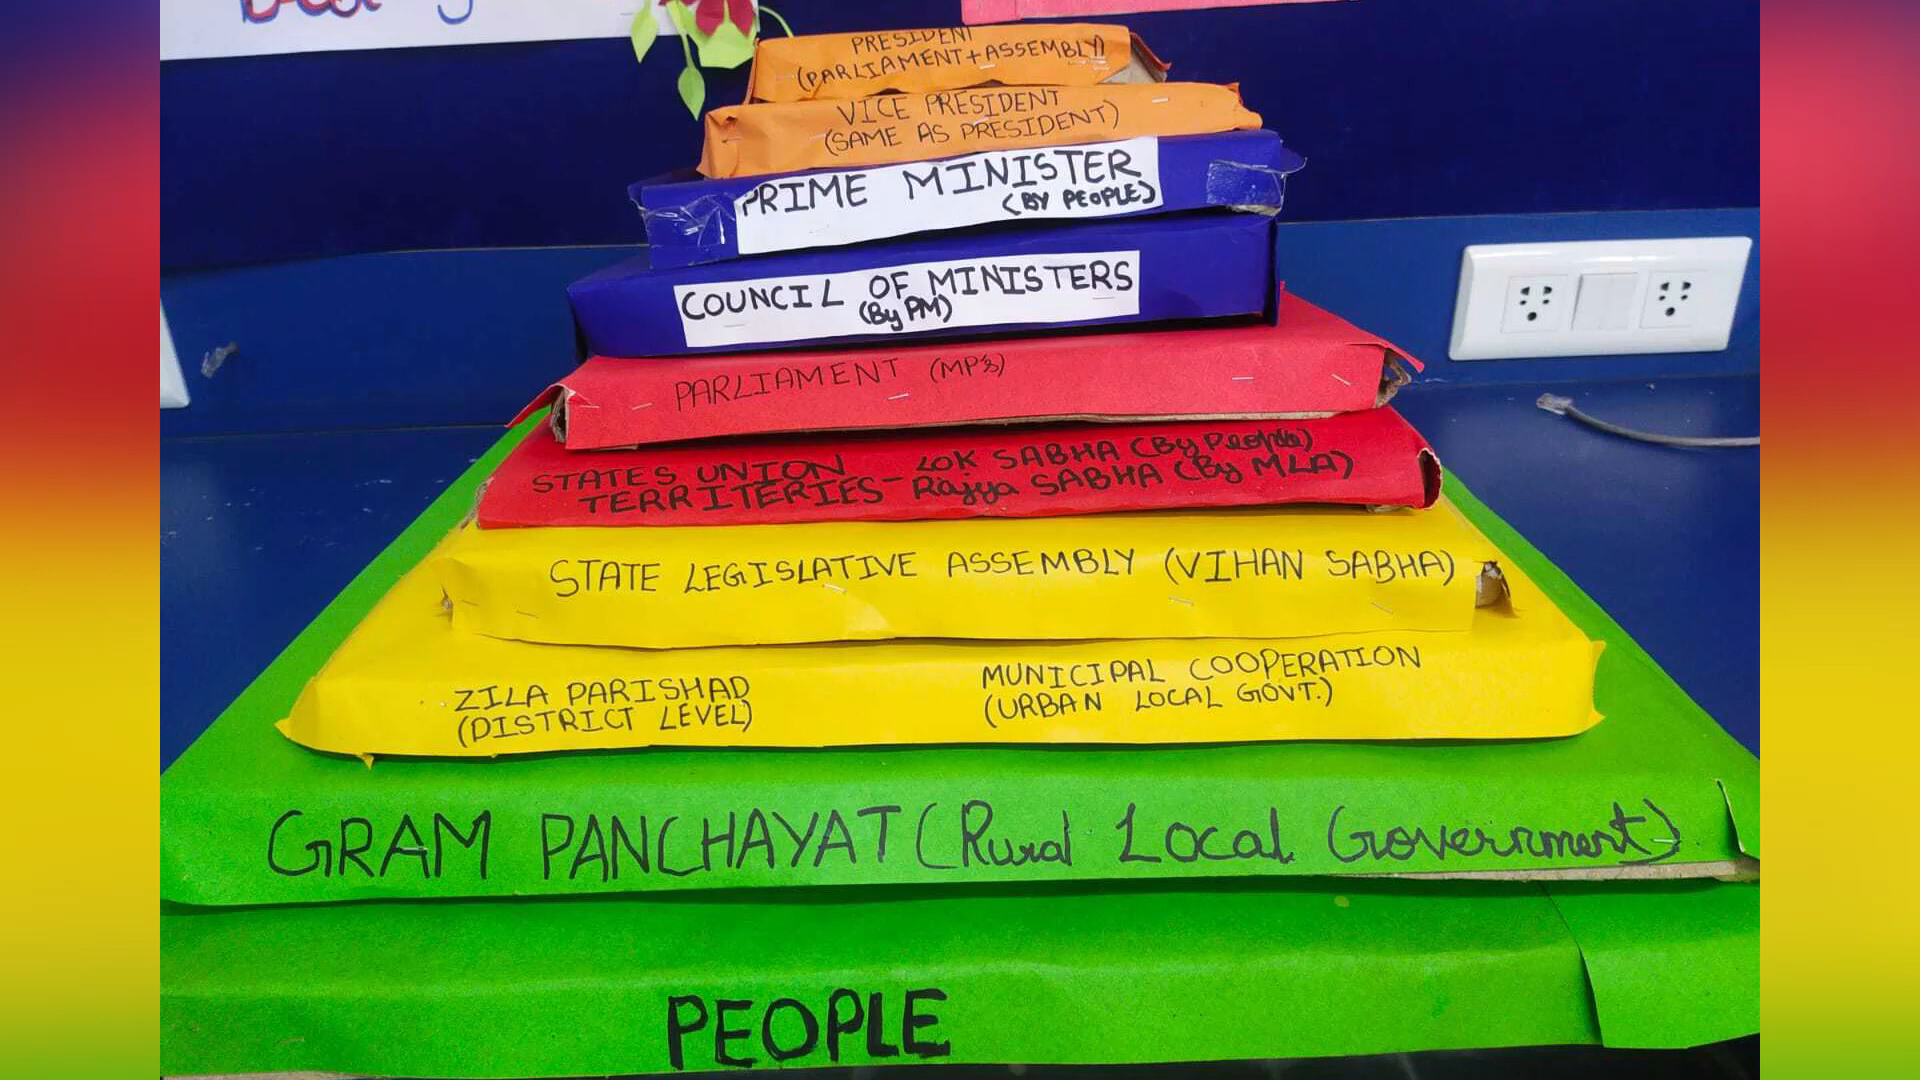 PRESIDENT
(PARLIAMENT+ASSEMBLY)
VICE PRESIDENT
(SAME AS PRESIDENT)
PRIME MINISTER
(BY PEOPLE)
COUNCIL OF MINISTERS
(By PM)
PARLIAMENT (MP's)
STATES UNION - LOK SABHA (By People)
TERRITERIES - Rajya SABHA (By MLA)
STATE LEGISLATIVE ASSEMBLY (VIHAN SABHA)
ZILA PARISHAD
(DISTRICT LEVEL)
MUNICIPAL COOPERATION
(URBAN LOCAL GOVT.)
GRAM PANCHAYAT (Rural Local Government)
PEOPLE